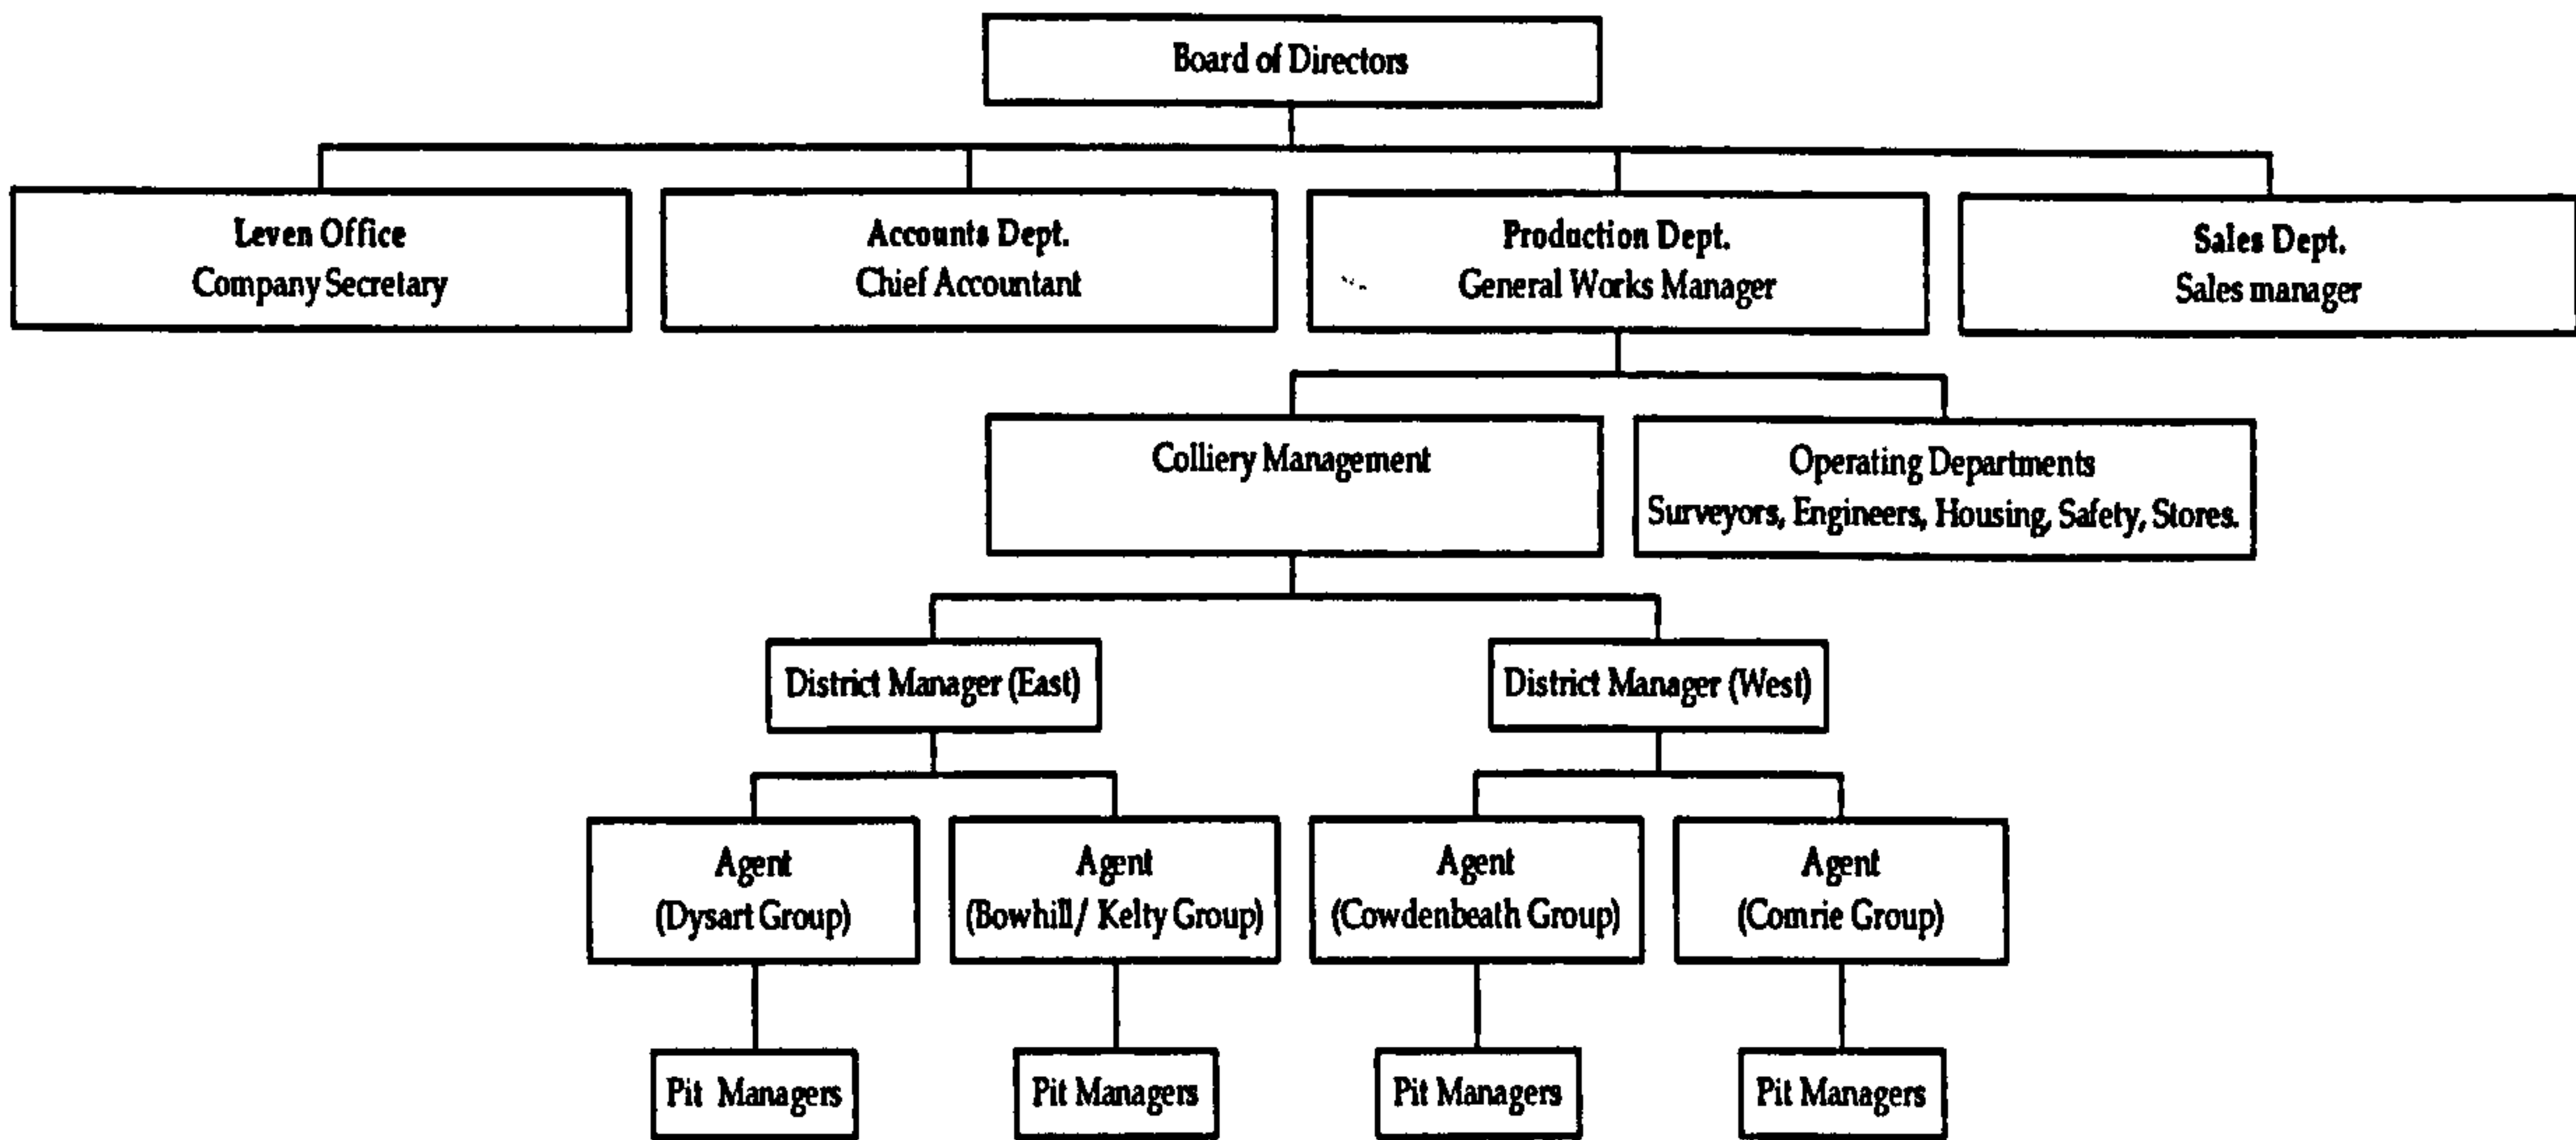 Board of Directors
Leven Office
Company Secretary
Accounts Dept.
Chief Accountant
Production Dept.
General Works Manager
Sales Dept.
Sales manager
Colliery Management
Operating Departments
Surveyors, Engineers, Housing, Safety, Stores.
District Manager (East)
District Manager (West)
Agent
(Dysart Group)
Agent
(Bowhill/ Kelty Group)
Agent
(Cowdenbeath Group)
Agent
(Comrie Group)
Pit Managers
Pit Managers
Pit Managers
Pit Managers